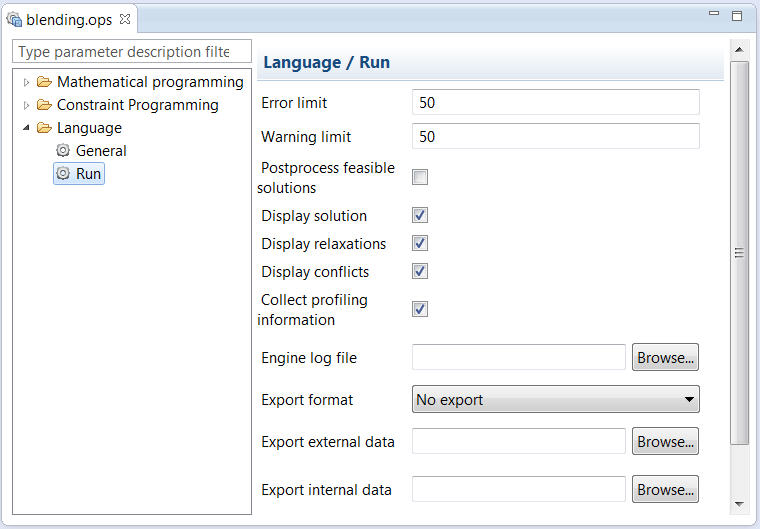 blending.ops
Type parameter description filte
Mathematical programming
Constraint Programming
Language
General
Run
Language / Run
Error limit 50
Warning limit 50
Postprocess feasible
solutions
Display solution
Display relaxations
Display conflicts
Collect profiling
information
Engine log file Browse...
Export format No export
Export external data Browse...
Export internal data Browse...